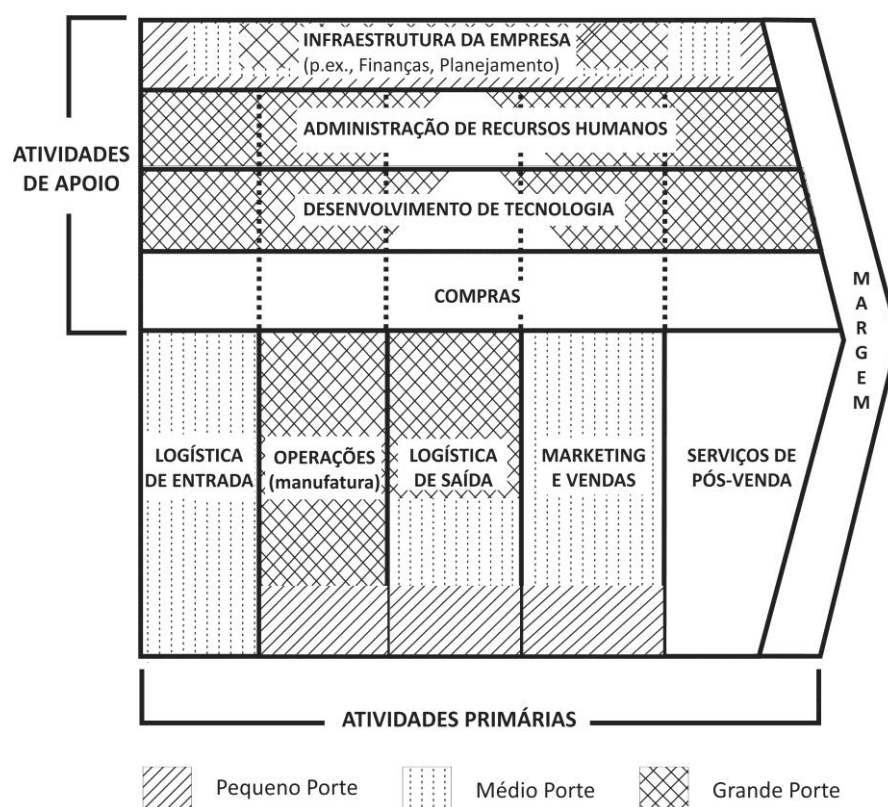 INFRAESTRUTURA DA EMPRESA
(p.ex., Finanças, Planejamento)
ADMINISTRAÇÃO DE RECURSOS HUMANOS
ATIVIDADES
DE APOIO
DESENVOLVIMENTO DE TECNOLOGIA
COMPRAS
MARGEM
LOGÍSTICA
DE ENTRADA
OPERAÇÕES
(manufatura)
LOGÍSTICA
DE SAÍDA
MARKETING
E VENDAS
SERVIÇOS DE
PÓS-VENDA
ATIVIDADES PRIMÁRIAS
Pequeno Porte
Médio Porte
Grande Porte